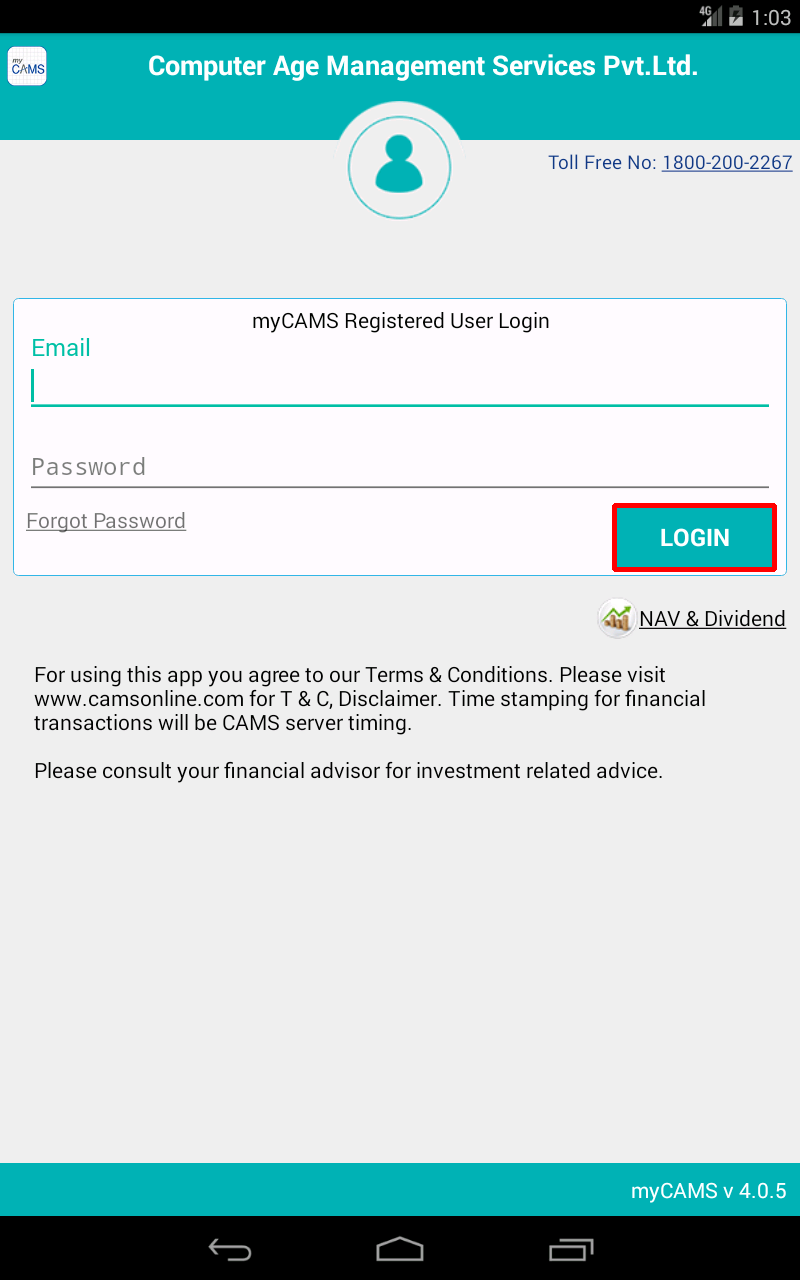 4G 1:03
my
CAMS
Computer Age Management Services Pvt.Ltd.
Toll Free No: 1800-200-2267
myCAMS Registered User Login
Email
Password
Forgot Password
LOGIN
NAV & Dividend
For using this app you agree to our Terms & Conditions. Please visit
www.camsonline.com for T & C, Disclaimer. Time stamping for financial
transactions will be CAMS server timing.
Please consult your financial advisor for investment related advice.
myCAMS v 4.0.5